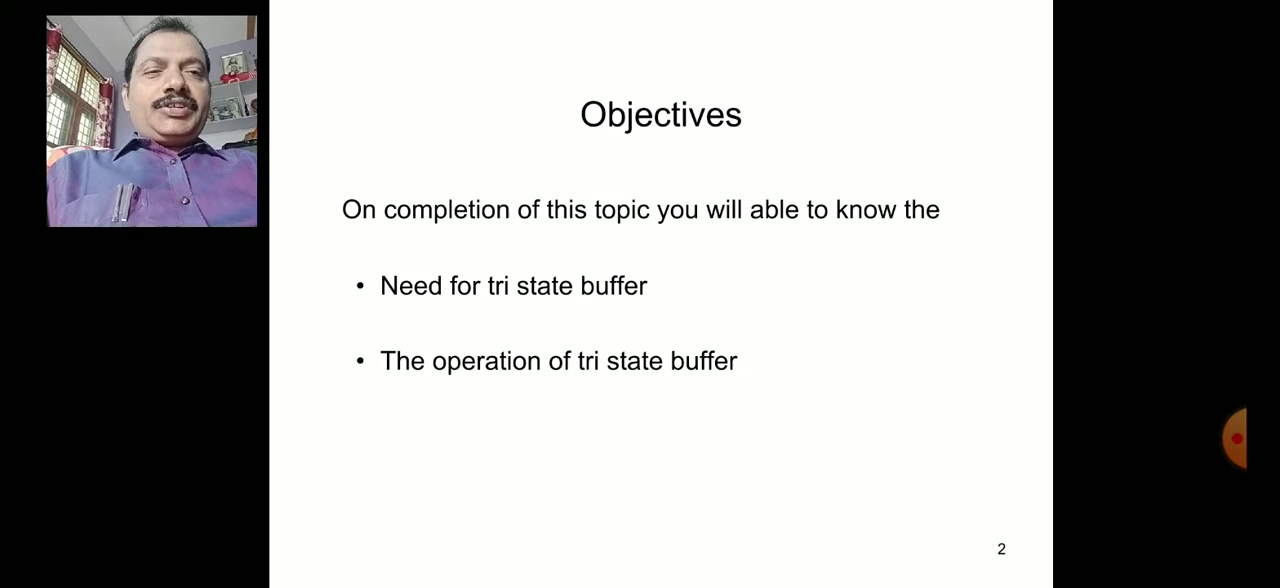 Objectives
On completion of this topic you will able to know the
• Need for tri state buffer
• The operation of tri state buffer
2